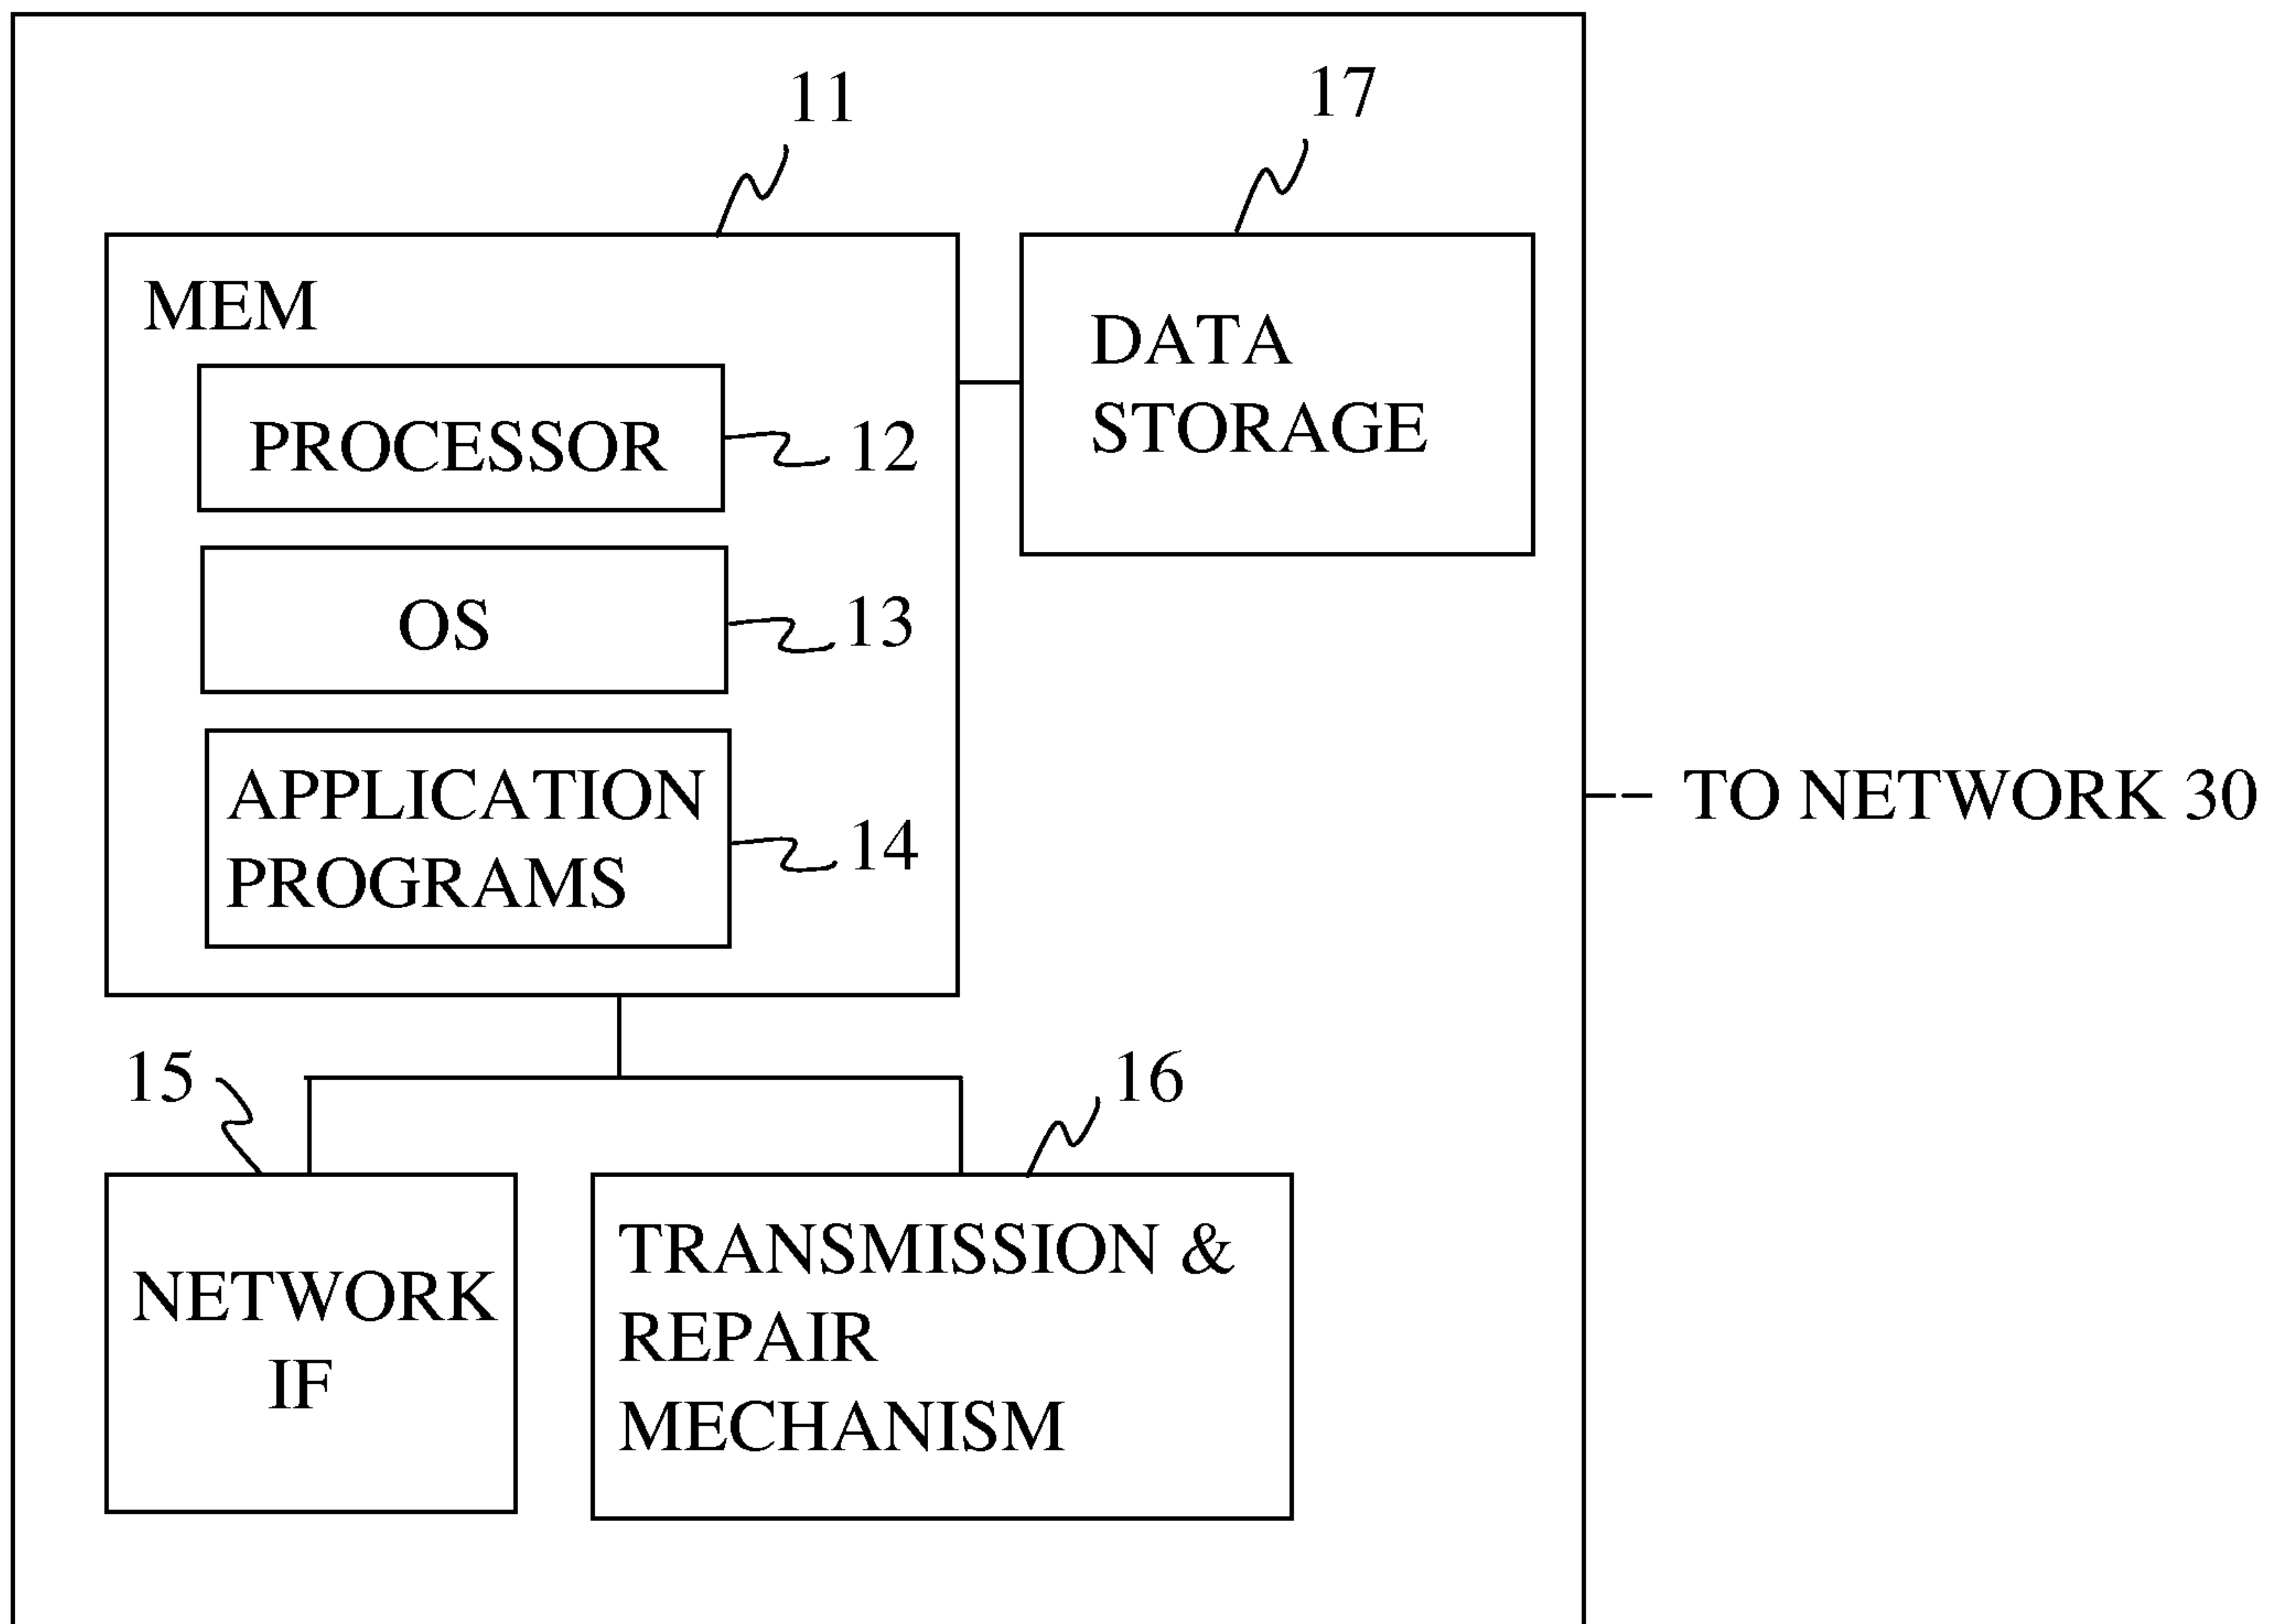 11
17
MEM
DATA
STORAGE
PROCESSOR
12
OS
13
APPLICATION
PROGRAMS
14
TO NETWORK 30
15
16
NETWORK
IF
TRANSMISSION &
REPAIR
MECHANISM